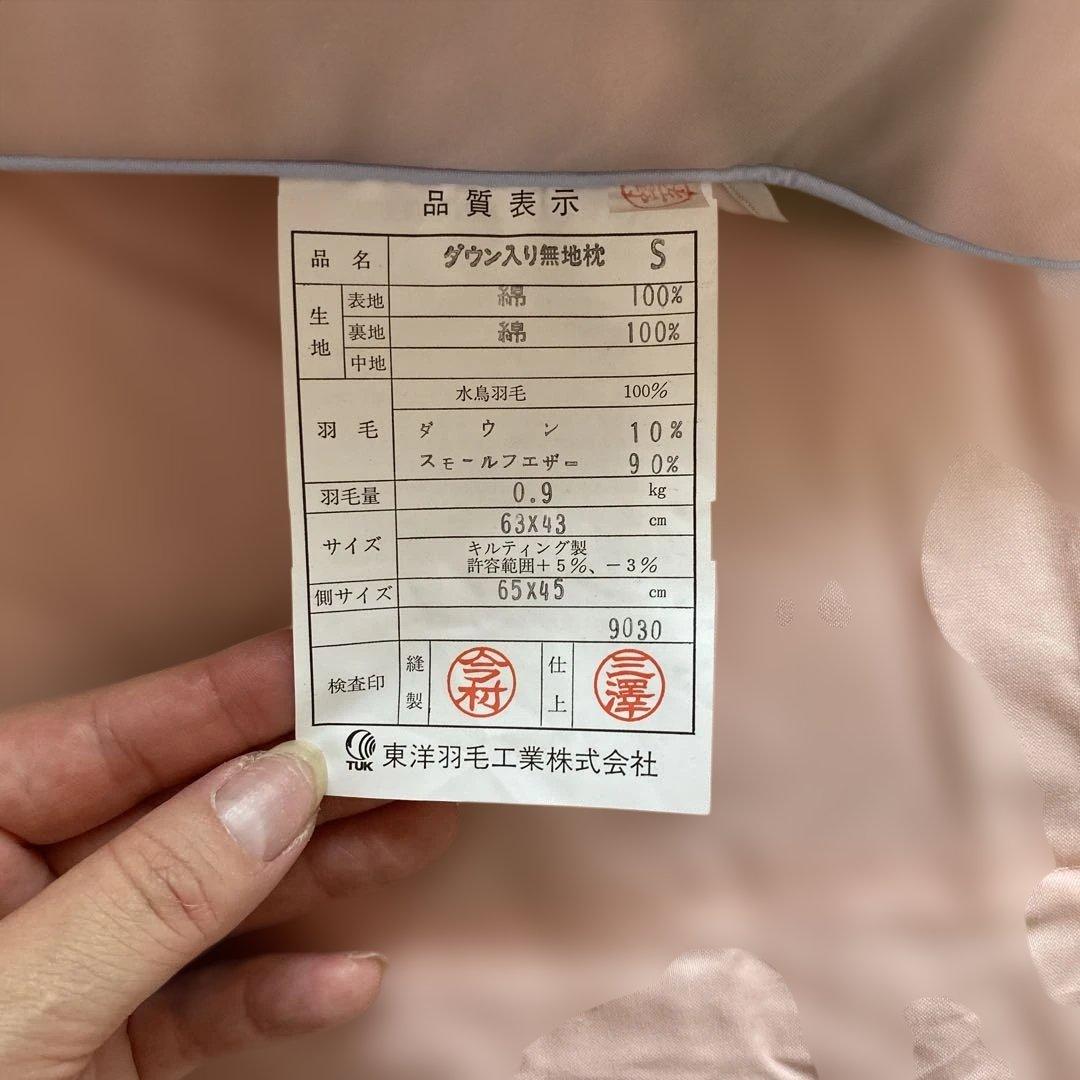 品質表示
品名 ダウン入り無地枕 S
生地 表地 綿 100%
裏地 綿 100%
中地
羽毛 水鳥羽毛 100%
ダウン 10%
スモールフエザー 90%
羽毛量 0.9 kg
サイズ 63X43 cm
キルティング製
許容範囲+5%、-3%
側サイズ 65X45 cm
9030
検査印 縫製 今村 仕上 三澤
TUK 東洋羽毛工業株式会社